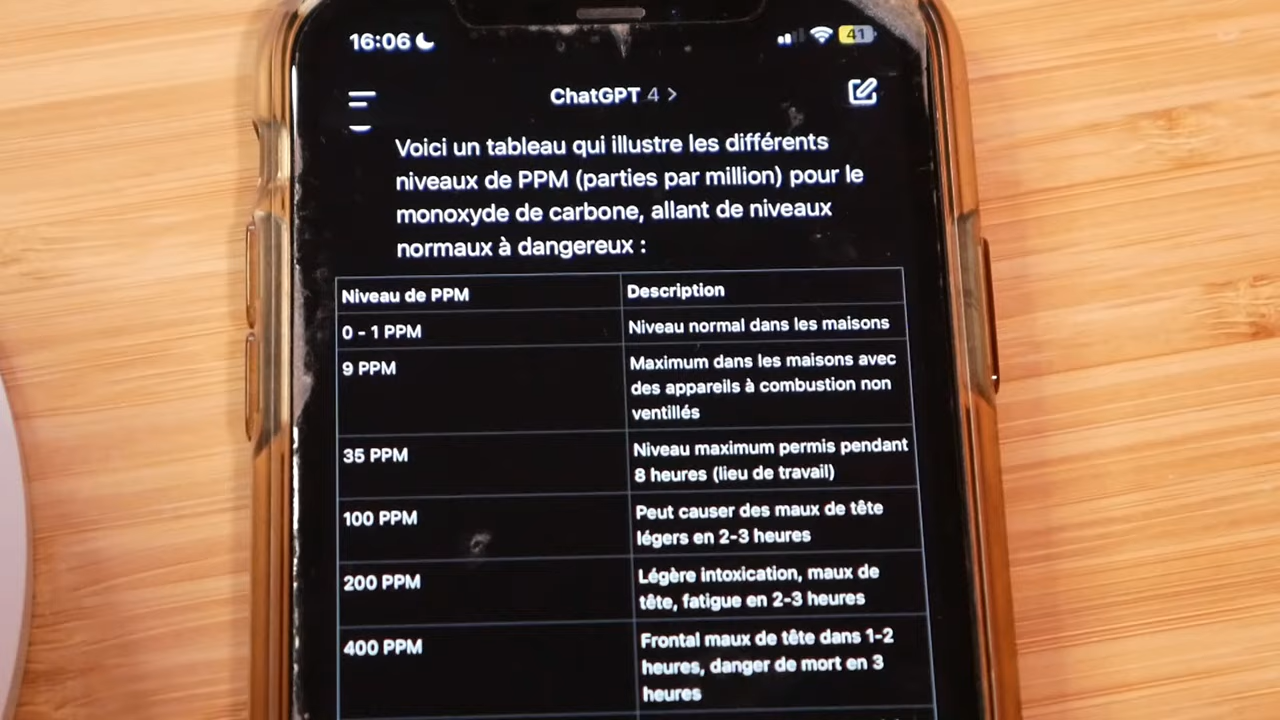 16:06
41
ChatGPT 4 >
Voici un tableau qui illustre les différents
niveaux de PPM (parties par million) pour le
monoxyde de carbone, allant de niveaux
normaux à dangereux :
Niveau de PPM
Description
0 - 1 PPM
Niveau normal dans les maisons
9 PPM
Maximum dans les maisons avec
des appareils à combustion non
ventillés
35 PPM
Niveau maximum permis pendant
8 heures (lieu de travail)
100 PPM
Peut causer des maux de tête
légers en 2-3 heures
200 PPM
Légère intoxication, maux de
tête, fatigue en 2-3 heures
400 PPM
Frontal maux de tête dans 1-2
heures, danger de mort en 3
heures